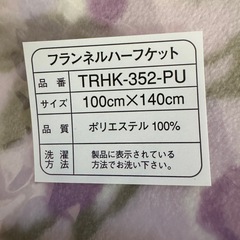 フランネルハーフケット
品番 TRHK-352-PU
サイズ 100cm×140cm
品質 ポリエステル 100%
洗濯方法 製品に表示されている
方法でお洗い下さい。